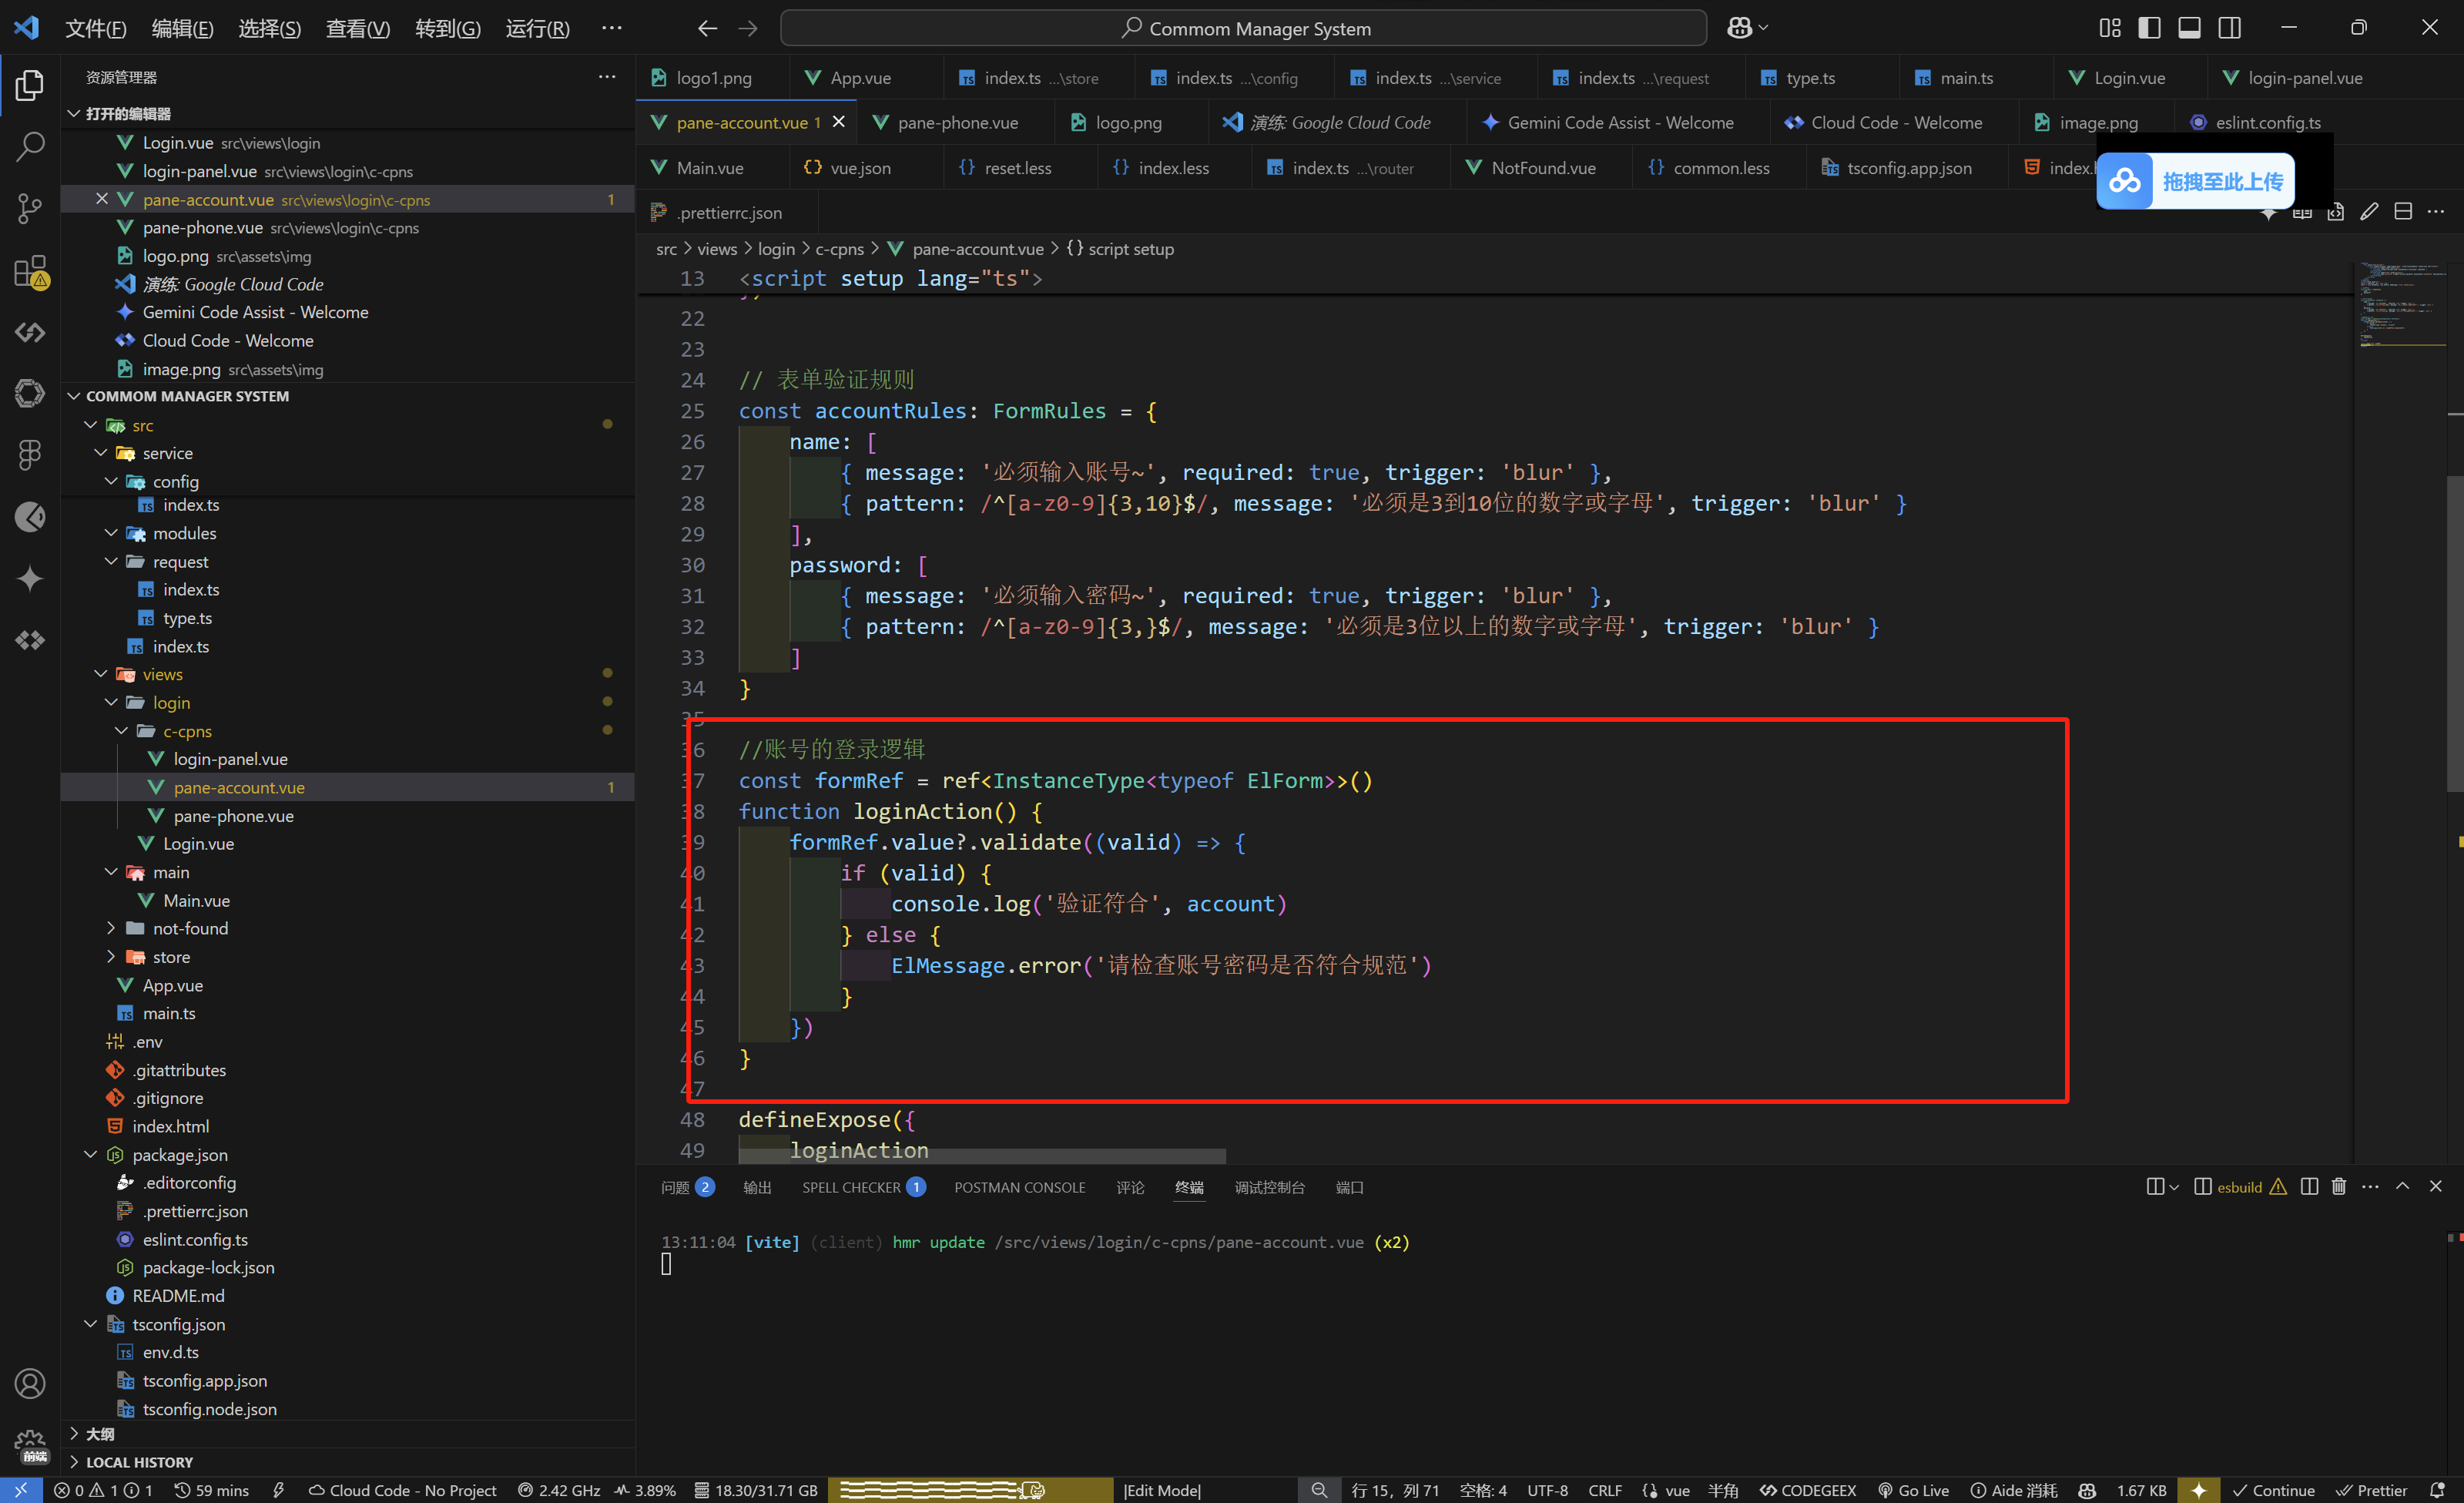 文件(F) 编辑(E) 选择(S) 查看(V) 转到(G) 运行(R) ··· Commom Manager System
资源管理器
打开的编辑器
Login.vue src\views\login
login-panel.vue src\views\login\c-cpns
pane-account.vue src\views\login\c-cpns 1
pane-phone.vue src\views\login\c-cpns
logo.png src\assets\img
演练: Google Cloud Code
Gemini Code Assist - Welcome
Cloud Code - Welcome
image.png src\assets\img
COMMOM MANAGER SYSTEM
src
service
config
index.ts
modules
request
index.ts
type.ts
index.ts
views
login
c-cpns
login-panel.vue
pane-account.vue 1
pane-phone.vue
Login.vue
main
Main.vue
not-found
store
App.vue
main.ts
.env
.gitattributes
.gitignore
index.html
package.json
.editorconfig
.prettierrc.json
eslint.config.ts
package-lock.json
README.md
tsconfig.json
env.d.ts
tsconfig.app.json
tsconfig.node.json
大纲
LOCAL HISTORY
前端
logo1.png App.vue index.ts ...\store index.ts ...\config index.ts ...\service index.ts ...\request type.ts main.ts Login.vue login-panel.vue
pane-account.vue 1 pane-phone.vue logo.png 演练: Google Cloud Code Gemini Code Assist - Welcome Cloud Code - Welcome image.png eslint.config.ts
Main.vue vue.json reset.less index.less index.ts ...\router NotFound.vue common.less tsconfig.app.json
拖拽至此上传
.prettierrc.json
src > views > login > c-cpns > pane-account.vue > {} script setup
13 <script setup lang="ts">
22
23
24 // 表单验证规则
25 const accountRules: FormRules = {
26 name: [
27 { message: '必须输入账号~', required: true, trigger: 'blur' },
28 { pattern: /^[a-z0-9]{3,10}$/, message: '必须是3到10位的数字或字母', trigger: 'blur' }
29 ],
30 password: [
31 { message: '必须输入密码~', required: true, trigger: 'blur' },
32 { pattern: /^[a-z0-9]{3,}$/, message: '必须是3位以上的数字或字母', trigger: 'blur' }
33 ]
34 }
35
36 //账号的登录逻辑
37 const formRef = ref<InstanceType<typeof ElForm>>()
38 function loginAction() {
39 formRef.value?.validate((valid) => {
40 if (valid) {
41 console.log('验证符合', account)
42 } else {
43 ElMessage.error('请检查账号密码是否符合规范')
44 }
45 })
46 }
47
48 defineExpose({
49 loginAction
问题 2 输出 SPELL CHECKER 1 POSTMAN CONSOLE 评论 终端 调试控制台 端口 esbuild
13:11:04 [vite] (client) hmr update /src/views/login/c-cpns/pane-account.vue (x2)
0 1 1 59 mins Cloud Code - No Project 2.42 GHz 3.89% 18.30/31.71 GB |Edit Mode| 行 15，列 71 空格: 4 UTF-8 CRLF vue 半角 CODEGEEX Go Live Aide 消耗 1.67 KB Continue Prettier